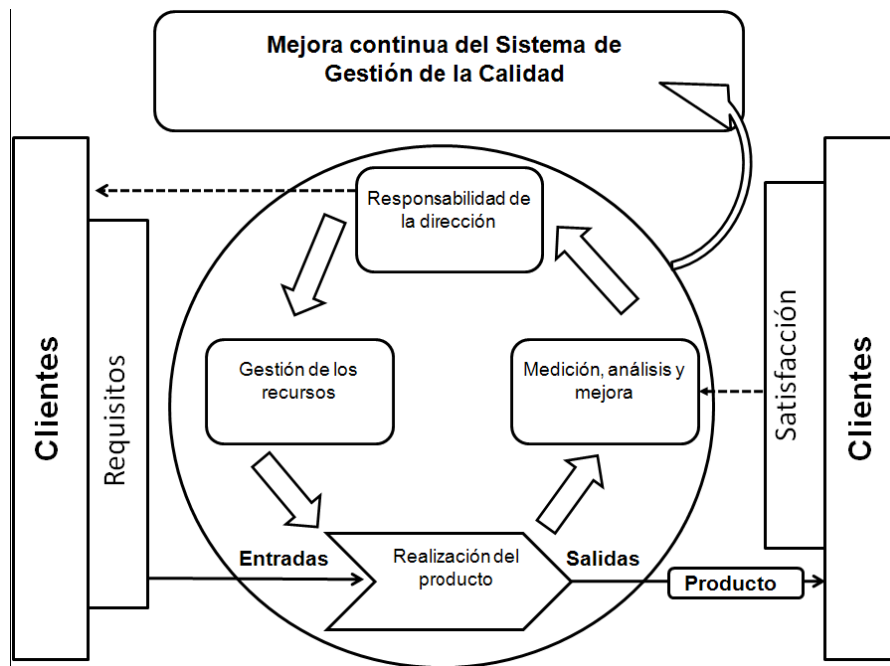 Mejora continua del Sistema de
Gestión de la Calidad
Clientes
Requisitos
Responsabilidad de
la dirección
Gestión de los
recursos
Medición, análisis y
mejora
Entradas
Realización del
producto
Salidas
Producto
Satisfacción
Clientes